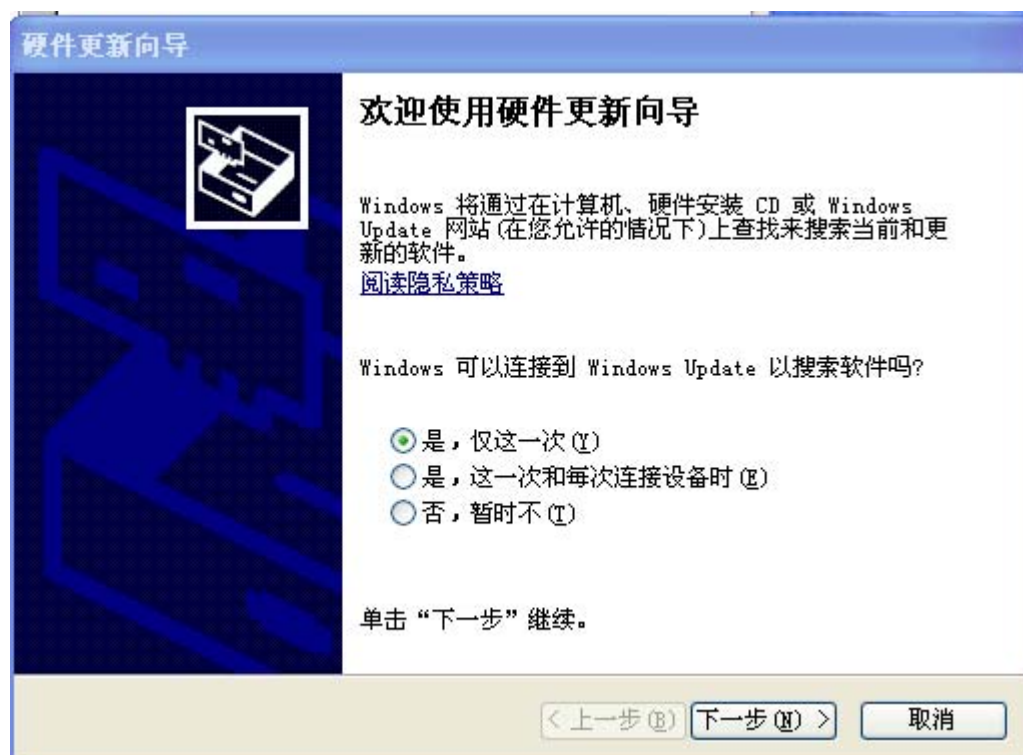 硬件更新向导
欢迎使用硬件更新向导
Windows 将通过在计算机、硬件安装 CD 或 Windows
Update 网站(在您允许的情况下)上查找来搜索当前和更
新的软件。
阅读隐私策略
Windows 可以连接到 Windows Update 以搜索软件吗?
是，仅这一次(Y)
是，这一次和每次连接设备时(E)
否，暂时不(T)
单击“下一步”继续。
< 上一步(B) 下一步(N) > 取消